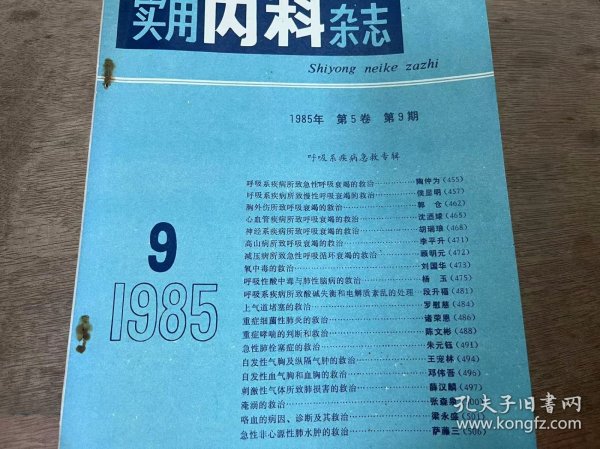 实用内科杂志
Shiyong neike zazhi
1985年 第5卷 第9期
呼吸系疾病急救专辑
呼吸系疾病所致急性呼吸衰竭的救治 陶仲为(455)
呼吸系疾病所致慢性呼吸衰竭的救治 侯显明(457)
胸外伤所致呼吸衰竭的救治 郭仓(462)
心血管疾病所致呼吸衰竭的救治 沈迺璋(465)
神经系疾病所致呼吸衰竭的救治 胡瑞琅(468)
高山病所致呼吸衰竭的救治 李平升(471)
减压病所致急性呼吸循环衰竭的救治 顾明元(472)
氧中毒的救治 刘国华(473)
呼吸性酸中毒与肺性脑病的救治 杨玉(475)
呼吸系疾病所致酸碱失衡和电解质紊乱的处理 段升福(481)
上气道堵塞的救治 罗慰慈(484)
重症细菌性肺炎的救治 诸荣恩(486)
重症哮喘的判断和救治 陈文彬(488)
急性肺栓塞症的救治 朱元钰(491)
自发性气胸及纵隔气肿的救治 王宠林(494)
自发性血气胸和血胸的救治 邓伟吾(496)
刺激性气体所致肺损害的救治 薛汉麟(497)
淹溺的救治 张森
咯血的病因、诊断及其救治 梁永盛(501)
急性非心源性肺水肿的救治 萨藤三(506)
9
1985
孔夫子旧书网
book.kongfz.com